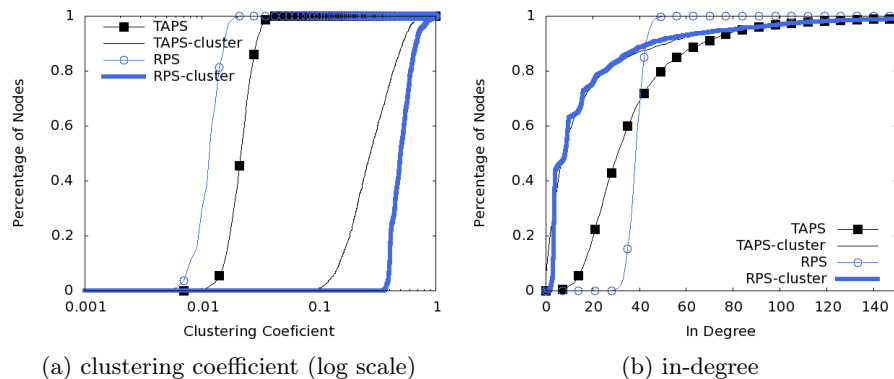 1
0.8
0.6
0.4
0.2
0
Percentage of Nodes
TAPS
TAPS-cluster
RPS
RPS-cluster
0.001 0.01 0.1 1
Clustering Coeficient
(a) clustering coefficient (log scale)
1
0.8
0.6
0.4
0.2
0
Percentage of Nodes
TAPS
TAPS-cluster
RPS
RPS-cluster
0 20 40 60 80 100 120 140
In Degree
(b) in-degree